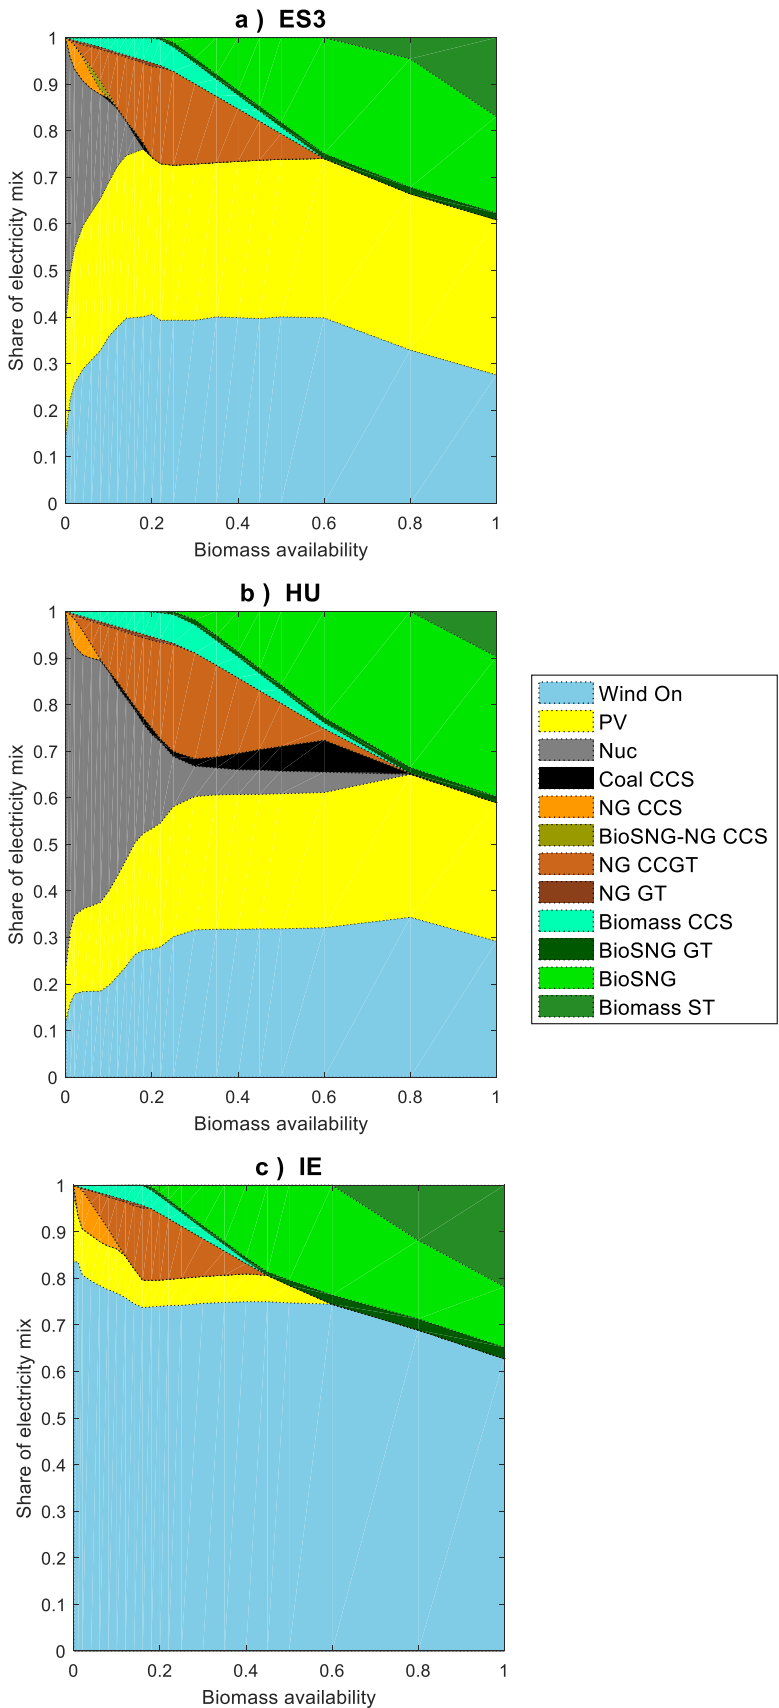 a ) ES3
1
0.9
0.8
0.7
0.6
0.5
0.4
0.3
0.2
0.1
0
Share of electricity mix
0 0.2 0.4 0.6 0.8 1
Biomass availability
b ) HU
1
0.9
0.8
0.7
0.6
0.5
0.4
0.3
0.2
0.1
0
Share of electricity mix
0 0.2 0.4 0.6 0.8 1
Biomass availability
Wind On
PV
Nuc
Coal CCS
NG CCS
BioSNG-NG CCS
NG CCGT
NG GT
Biomass CCS
BioSNG GT
BioSNG
Biomass ST
c ) IE
1
0.9
0.8
0.7
0.6
0.5
0.4
0.3
0.2
0.1
0
Share of electricity mix
0 0.2 0.4 0.6 0.8 1
Biomass availability